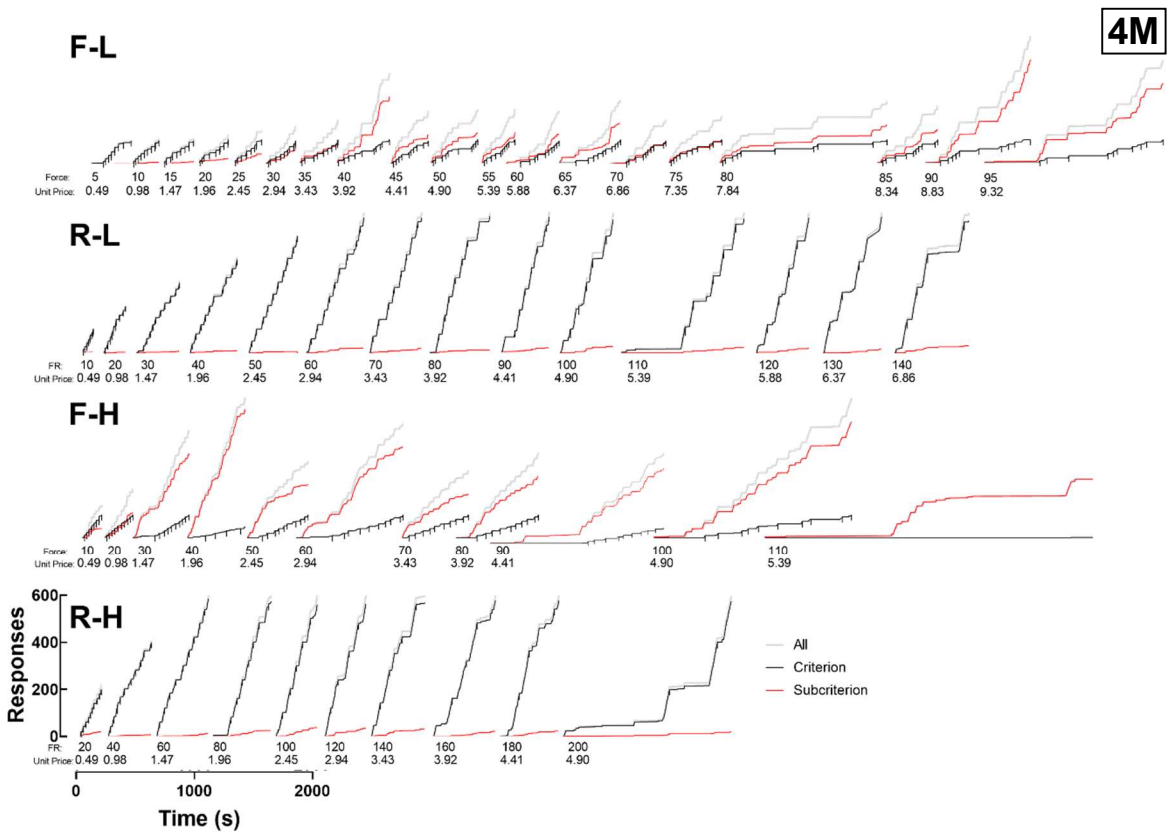 4M
F-L
Force: 5 10 15 20 25 30 35 40 45 50 55 60 65 70 75 80 85 90 95
Unit Price: 0.49 0.98 1.47 1.96 2.45 2.94 3.43 3.92 4.41 4.90 5.39 5.88 6.37 6.86 7.35 7.84 8.34 8.83 9.32
R-L
FR: 10 20 30 40 50 60 70 80 90 100 110 120 130 140
Unit Price: 0.49 0.98 1.47 1.96 2.45 2.94 3.43 3.92 4.41 4.90 5.39 5.88 6.37 6.86
F-H
Force: 10 20 30 40 50 60 70 80 90 100 110
Unit Price: 0.49 0.98 1.47 1.96 2.45 2.94 3.43 3.92 4.41 4.90 5.39
R-H
Responses
600
400
200
0
All
Criterion
Subcriterion
FR: 20 40 60 80 100 120 140 160 180 200
Unit Price: 0.49 0.98 1.47 1.96 2.45 2.94 3.43 3.92 4.41 4.90
0 1000 2000
Time (s)